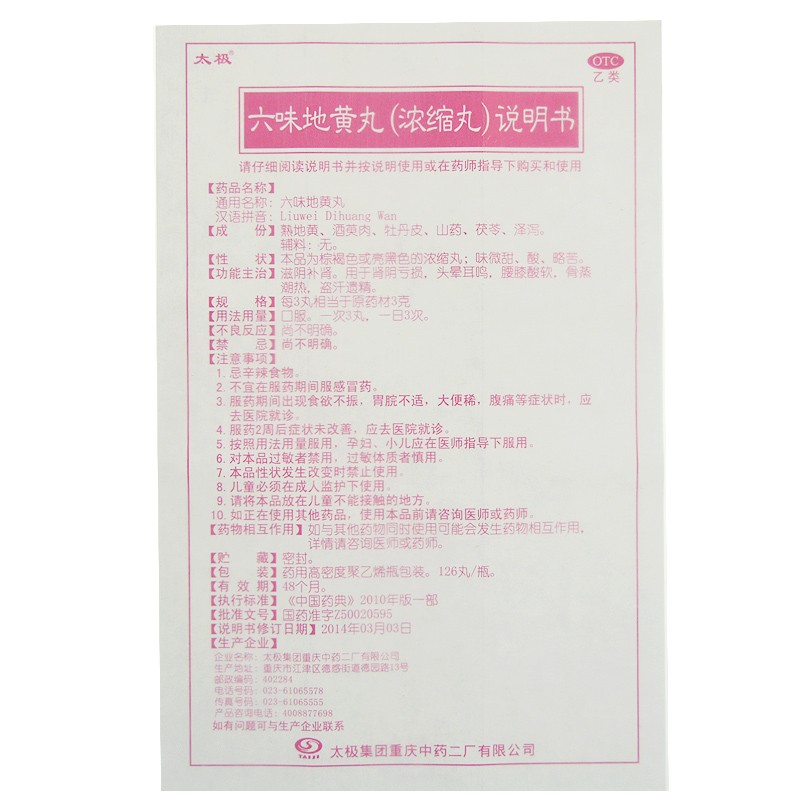 太极®
OTC
乙类
六味地黄丸(浓缩丸)说明书
请仔细阅读说明书并按说明使用或在药师指导下购买和使用
【药品名称】
通用名称：六味地黄丸
汉语拼音：Liuwei Dihuang Wan
【成　　份】熟地黄、酒萸肉、牡丹皮、山药、茯苓、泽泻。
辅料：无。
【性　　状】本品为棕褐色或亮黑色的浓缩丸；味微甜、酸、略苦。
【功能主治】滋阴补肾。用于肾阴亏损，头晕耳鸣，腰膝酸软，骨蒸
潮热，盗汗遗精。
【规　　格】每3丸相当于原药材3克
【用法用量】口服。一次3丸，一日3次。
【不良反应】尚不明确。
【禁　　忌】尚不明确。
【注意事项】
1. 忌辛辣食物。
2. 不宜在服药期间服感冒药。
3. 服药期间出现食欲不振，胃脘不适，大便稀，腹痛等症状时，应
去医院就诊。
4. 服药2周后症状未改善，应去医院就诊。
5. 按照用法用量服用，孕妇、小儿应在医师指导下服用。
6. 对本品过敏者禁用，过敏体质者慎用。
7. 本品性状发生改变时禁止使用。
8. 儿童必须在成人监护下使用。
9. 请将本品放在儿童不能接触的地方。
10. 如正在使用其他药品，使用本品前请咨询医师或药师。
【药物相互作用】如与其他药物同时使用可能会发生药物相互作用，
详情请咨询医师或药师。
【贮　　藏】密封。
【包　　装】药用高密度聚乙烯瓶包装。126丸/瓶。
【有 效 期】48个月。
【执行标准】《中国药典》2010年版一部
【批准文号】国药准字Z50020595
【说明书修订日期】2014年03月03日
【生产企业】
企业名称：太极集团重庆中药二厂有限公司
生产地址：重庆市江津区德感街道德园路13号
邮政编码：402284
电话号码：023-61065578
传真号码：023-61065555
产品咨询电话：4008877698
如有问题可与生产企业联系
太极集团重庆中药二厂有限公司